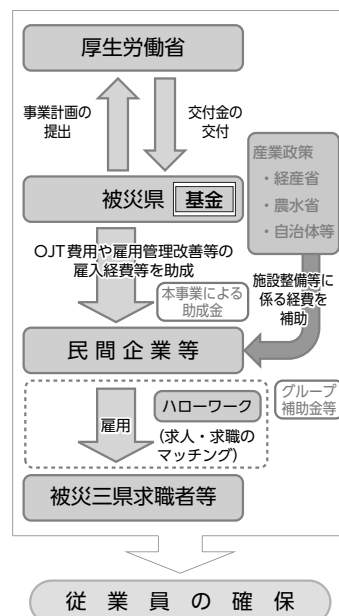 厚生労働省
事業計画の
提出
交付金の
交付
被災県
基金
産業政策
・経産省
・農水省
・自治体等
OJT費用や雇用管理改善等の
雇入経費等を助成
本事業による
助成金
施設整備等に
係る経費を
補助
民間企業等
グループ
補助金等
雇用
ハローワーク
(求人・求職の
マッチング)
被災三県求職者等
従業員の確保